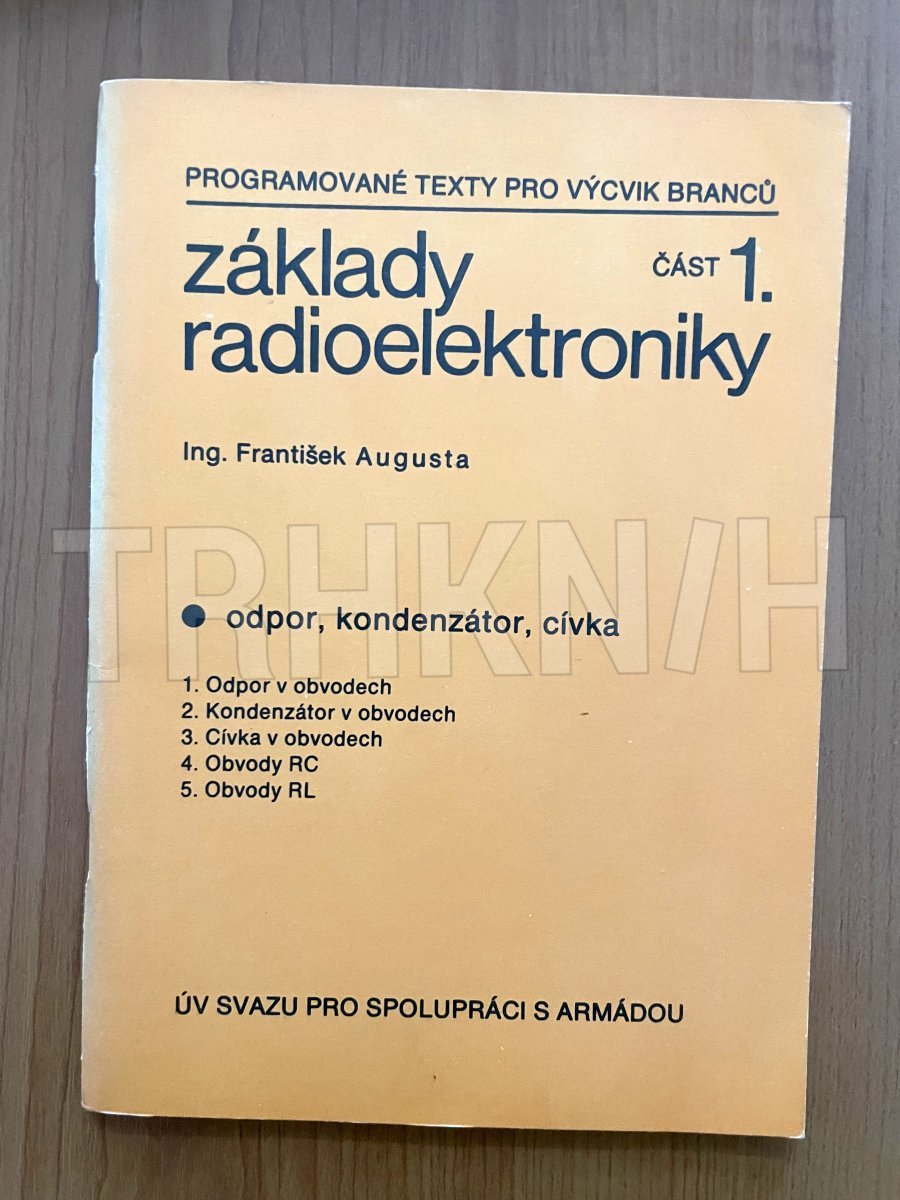 PROGRAMOVANÉ TEXTY PRO VÝCVIK BRANCŮ
základy ČÁST 1.
radioelektroniky
Ing. František Augusta
TRHKNIH
● odpor, kondenzátor, cívka
1. Odpor v obvodech
2. Kondenzátor v obvodech
3. Cívka v obvodech
4. Obvody RC
5. Obvody RL
ÚV SVAZU PRO SPOLUPRÁCI S ARMÁDOU